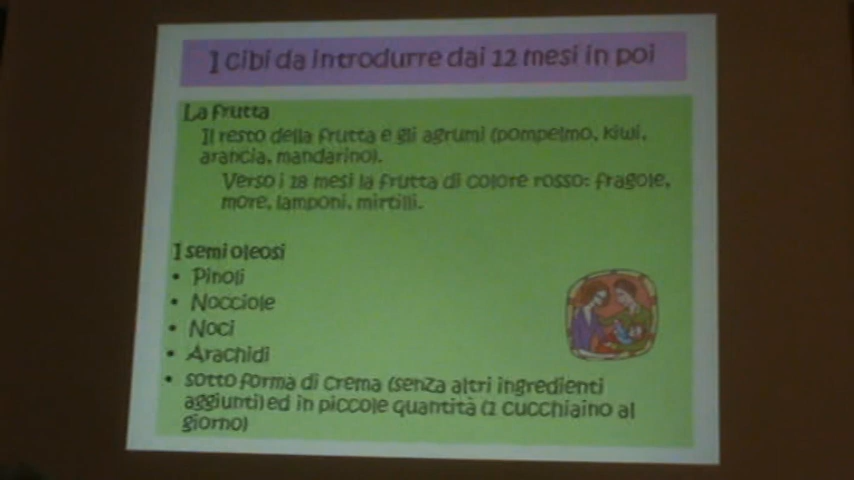 I cibi da introdurre dai 12 mesi in poi
La frutta
Il resto della frutta e gli agrumi (pompelmo, kiwi,
arancia, mandarino).
Verso i 18 mesi la frutta di colore rosso: fragole,
more, lamponi, mirtilli.
I semi oleosi
• Pinoli
• Nocciole
• Noci
• Arachidi
• sotto forma di crema (senza altri ingredienti
aggiunti) ed in piccole quantità (1 cucchiaino al
giorno)